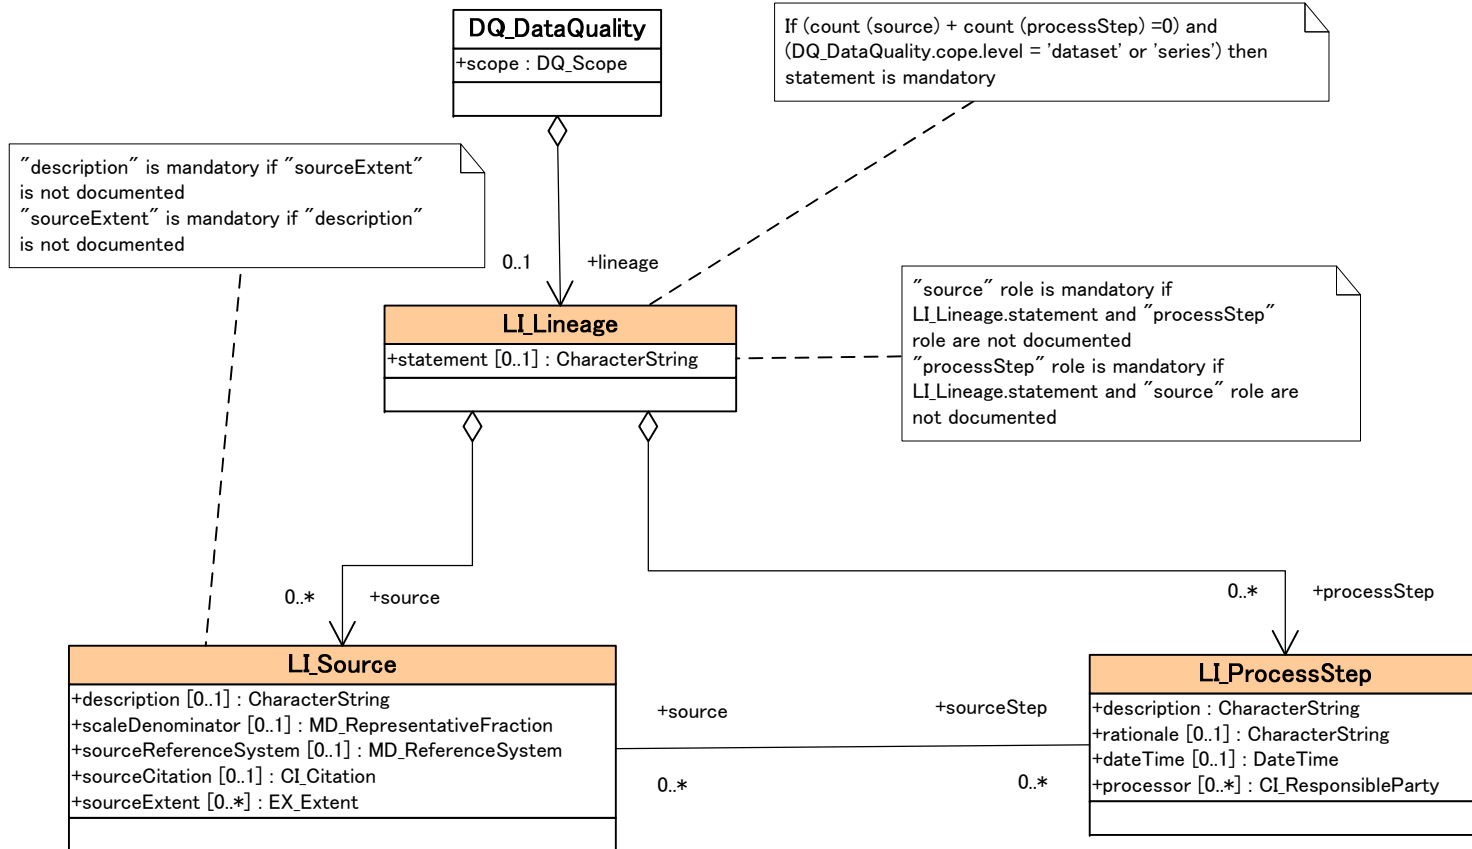 DQ_DataQuality
+scope : DQ_Scope
If (count (source) + count (processStep) =0) and
(DQ_DataQuality.cope.level = 'dataset' or 'series') then
statement is mandatory
"description" is mandatory if "sourceExtent"
is not documented
"sourceExtent" is mandatory if "description"
is not documented
0..1
+lineage
LI_Lineage
+statement [0..1] : CharacterString
"source" role is mandatory if
LI_Lineage.statement and "processStep"
role are not documented
"processStep" role is mandatory if
LI_Lineage.statement and "source" role are
not documented
0..*
+source
0..*
+processStep
LI_Source
+description [0..1] : CharacterString
+scaleDenominator [0..1] : MD_RepresentativeFraction
+sourceReferenceSystem [0..1] : MD_ReferenceSystem
+sourceCitation [0..1] : CI_Citation
+sourceExtent [0..*] : EX_Extent
+source
+sourceStep
0..*
0..*
LI_ProcessStep
+description : CharacterString
+rationale [0..1] : CharacterString
+dateTime [0..1] : DateTime
+processor [0..*] : CI_ResponsibleParty